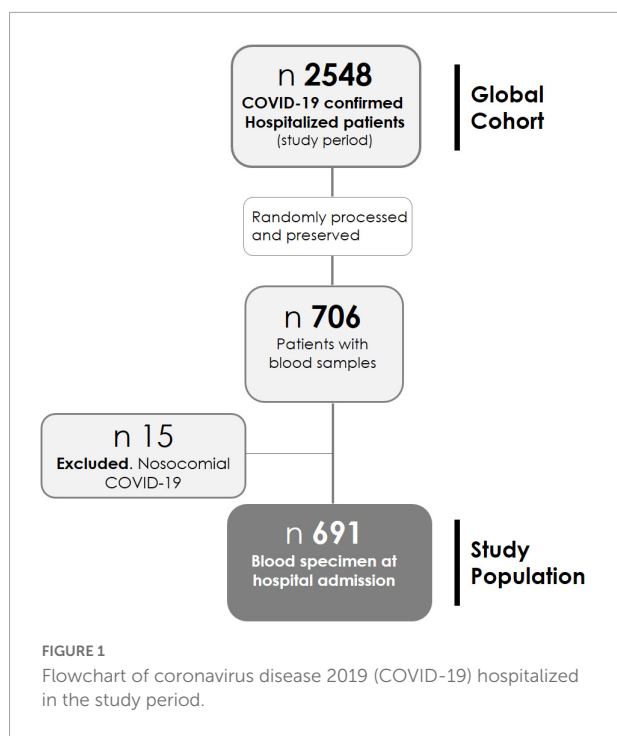 n 2548
COVID-19 confirmed
Hospitalized patients
(study period)
Global
Cohort
Randomly processed
and preserved
n 706
Patients with
blood samples
n 15
Excluded. Nosocomial
COVID-19
n 691
Blood specimen at
hospital admission
Study
Population
FIGURE 1
Flowchart of coronavirus disease 2019 (COVID-19) hospitalized
in the study period.